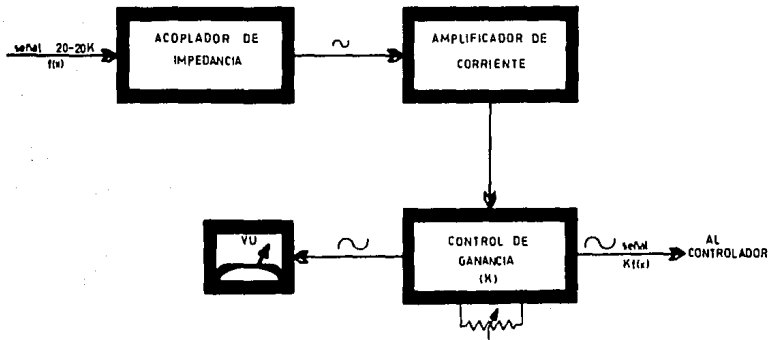 señal 20-20K
f(x)
ACOPLADOR DE
IMPEDANCIA
AMPLIFICADOR DE
CORRIENTE
VU
CONTROL DE
GANANCIA
(K)
señal
Kf(x)
AL
CONTROLADOR